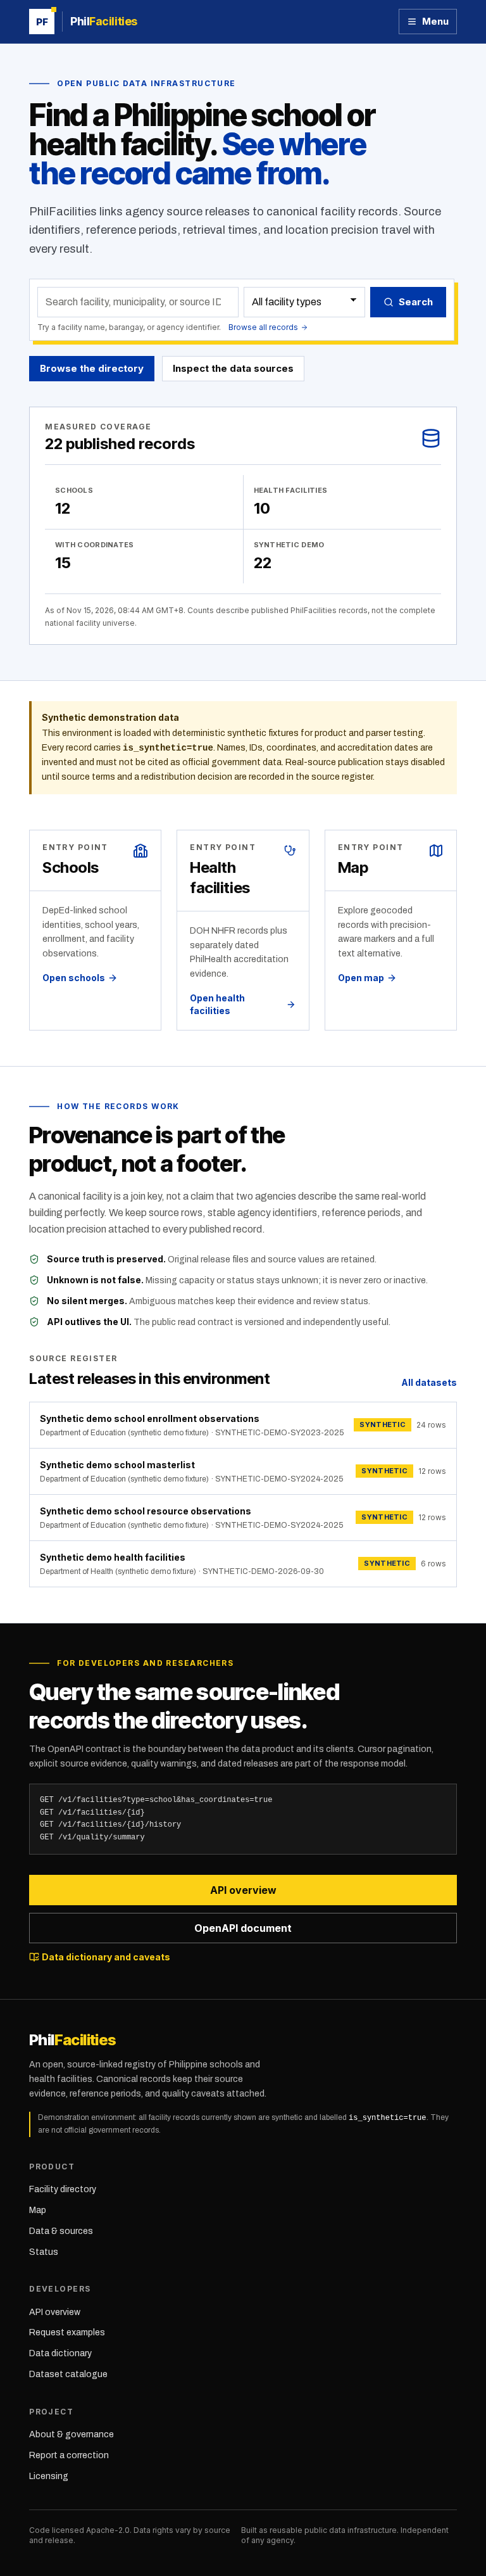 PF PhilFacilities
Menu
OPEN PUBLIC DATA INFRASTRUCTURE
Find a Philippine school or
health facility. See where
the record came from.
PhilFacilities links agency source releases to canonical facility records. Source
identifiers, reference periods, retrieval times, and location precision travel with
every result.
Search facility, municipality, or source ID
All facility types
Search
Try a facility name, barangay, or agency identifier. Browse all records →
Browse the directory
Inspect the data sources
MEASURED COVERAGE
22 published records
SCHOOLS
12
HEALTH FACILITIES
10
WITH COORDINATES
15
SYNTHETIC DEMO
22
As of Nov 15, 2026, 08:44 AM GMT+8. Counts describe published PhilFacilities records, not the complete
national facility universe.
Synthetic demonstration data
This environment is loaded with deterministic synthetic fixtures for product and parser testing.
Every record carries is_synthetic=true. Names, IDs, coordinates, and accreditation dates are
invented and must not be cited as official government data. Real-source publication stays disabled
until source terms and a redistribution decision are recorded in the source register.
ENTRY POINT
Schools
DepEd-linked school
identities, school years,
enrollment, and facility
observations.
Open schools →
ENTRY POINT
Health
facilities
DOH NHFR records plus
separately dated
PhilHealth accreditation
evidence.
Open health
facilities →
ENTRY POINT
Map
Explore geocoded
records with precision-
aware markers and a full
text alternative.
Open map →
HOW THE RECORDS WORK
Provenance is part of the
product, not a footer.
A canonical facility is a join key, not a claim that two agencies describe the same real-world
building perfectly. We keep source rows, stable agency identifiers, reference periods, and
location precision attached to every published record.
Source truth is preserved. Original release files and source values are retained.
Unknown is not false. Missing capacity or status stays unknown; it is never zero or inactive.
No silent merges. Ambiguous matches keep their evidence and review status.
API outlives the UI. The public read contract is versioned and independently useful.
SOURCE REGISTER
Latest releases in this environment
All datasets
Synthetic demo school enrollment observations
Department of Education (synthetic demo fixture) · SYNTHETIC-DEMO-SY2023-2025
SYNTHETIC 24 rows
Synthetic demo school masterlist
Department of Education (synthetic demo fixture) · SYNTHETIC-DEMO-SY2024-2025
SYNTHETIC 12 rows
Synthetic demo school resource observations
Department of Education (synthetic demo fixture) · SYNTHETIC-DEMO-SY2024-2025
SYNTHETIC 12 rows
Synthetic demo health facilities
Department of Health (synthetic demo fixture) · SYNTHETIC-DEMO-2026-09-30
SYNTHETIC 6 rows
FOR DEVELOPERS AND RESEARCHERS
Query the same source-linked
records the directory uses.
The OpenAPI contract is the boundary between the data product and its clients. Cursor pagination,
explicit source evidence, quality warnings, and dated releases are part of the response model.
GET /v1/facilities?type=school&has_coordinates=true
GET /v1/facilities/{id}
GET /v1/facilities/{id}/history
GET /v1/quality/summary
API overview
OpenAPI document
Data dictionary and caveats
PhilFacilities
An open, source-linked registry of Philippine schools and
health facilities. Canonical records keep their source
evidence, reference periods, and quality caveats attached.
Demonstration environment: all facility records currently shown are synthetic and labelled is_synthetic=true. They
are not official government records.
PRODUCT
Facility directory
Map
Data & sources
Status
DEVELOPERS
API overview
Request examples
Data dictionary
Dataset catalogue
PROJECT
About & governance
Report a correction
Licensing
Code licensed Apache-2.0. Data rights vary by source
and release.
Built as reusable public data infrastructure. Independent
of any agency.